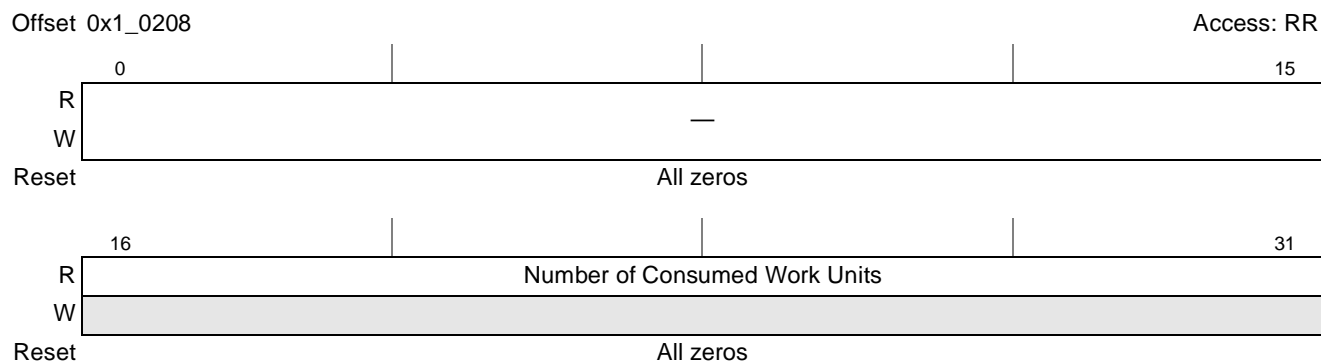 Offset 0x1_0208 Access: RR
0 15
R
—
W
Reset All zeros
16 31
R Number of Consumed Work Units
W
Reset All zeros